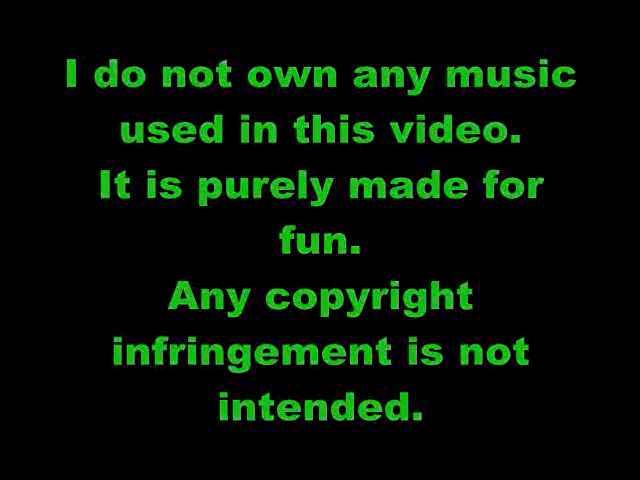 I do not own any music
used in this video.
It is purely made for
fun.
Any copyright
infringement is not
intended.